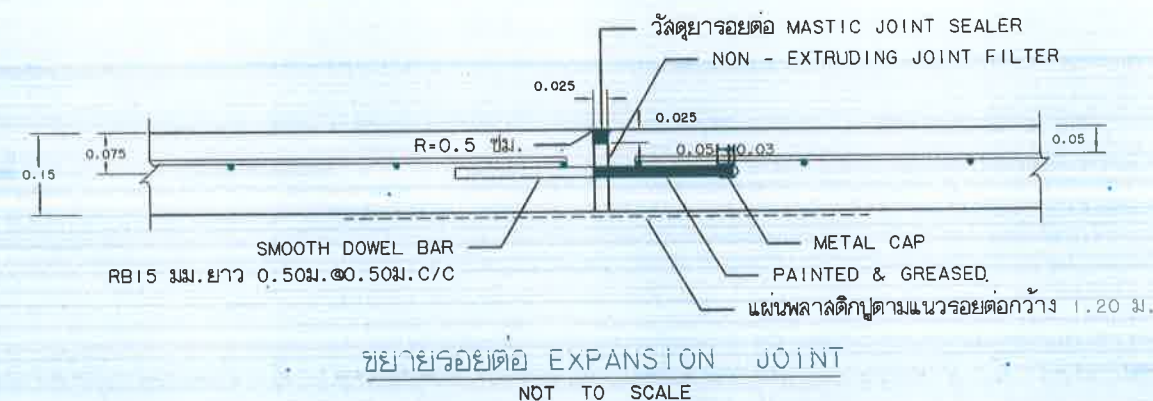 วัสดุยารอยต่อ MASTIC JOINT SEALER
NON - EXTRUDING JOINT FILTER
0.025
0.025
R=0.5 ซม.
0.05
0.075
0.05
0.03
0.15
SMOOTH DOWEL BAR
METAL CAP
RB15 มม.ยาว 0.50ม.@0.50ม.C/C
PAINTED & GREASED.
แผ่นพลาสติกปูตามแนวรอยต่อกว้าง 1.20 ม.
ขยายรอยต่อ EXPANSION JOINT
NOT TO SCALE